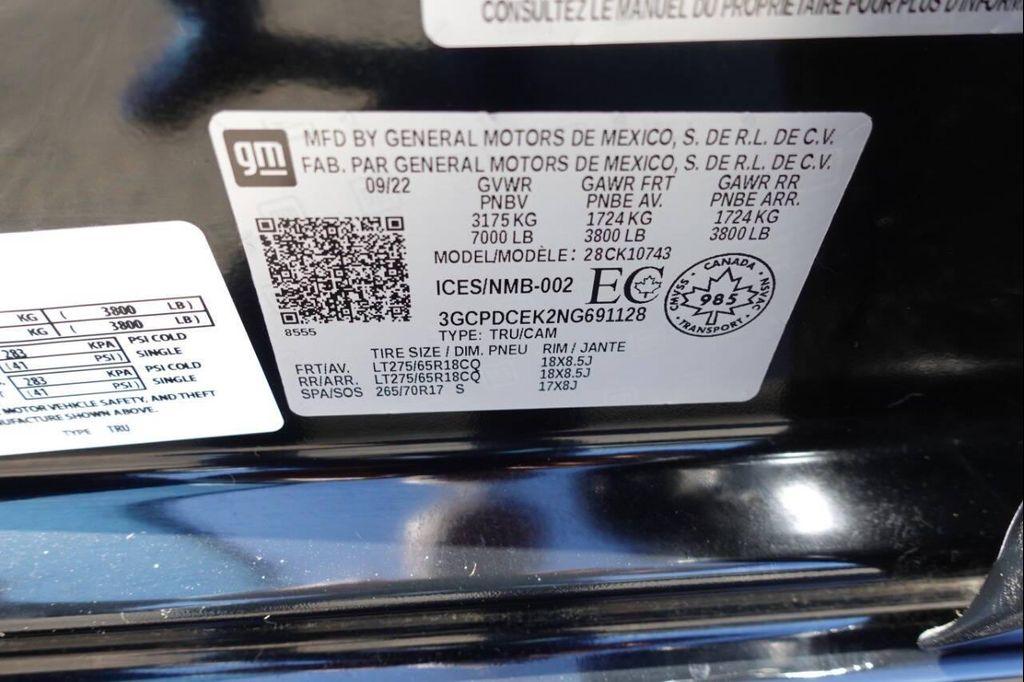 CONSULTEZ LE MANUEL DU PROPRIÉTAIRE POUR PLUS D'INFORM
gm
MFD BY GENERAL MOTORS DE MEXICO, S. DE R.L. DE C.V.
FAB. PAR GENERAL MOTORS DE MEXICO, S. DE R.L. DE C.V.
09/22 GVWR GAWR FRT GAWR RR
PNBV PNBE AV. PNBE ARR.
3175 KG 1724 KG 1724 KG
7000 LB 3800 LB 3800 LB
MODEL/MODÈLE: 28CK10743
ICES/NMB-002 EC
CANADA
985
TRANSPORT
3GCPDCEK2NG691128
8555
TYPE: TRU/CAM
TIRE SIZE / DIM. PNEU RIM / JANTE
FRT/AV. LT275/65R18CQ 18X8.5J
RR/ARR. LT275/65R18CQ 18X8.5J
SPA/SOS 265/70R17 S 17X8J
KG ( 3800 LB )
KG ( 3800 LB )
283 KPA PSI COLD
(41 PSI ) SINGLE
283 KPA PSI COLD
(41 PSI ) SINGLE
MOTOR VEHICLE SAFETY, AND THEFT
UFACTURE SHOWN ABOVE.
TYPE TRU